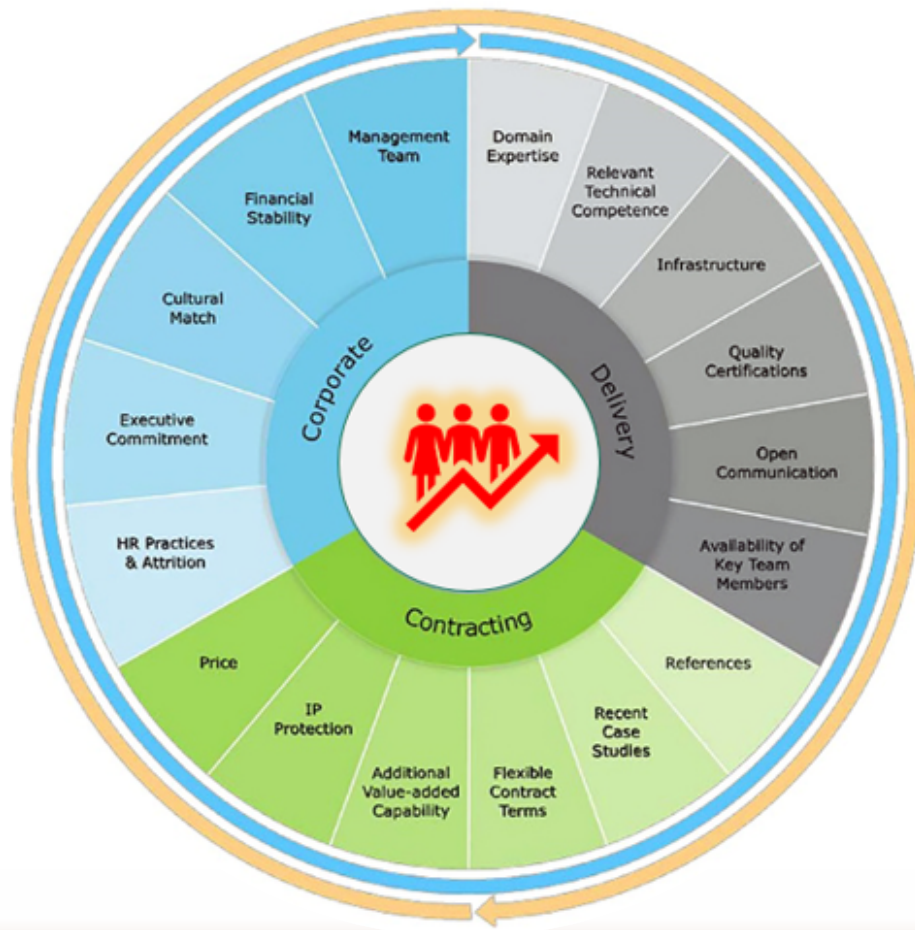 Management
Team
Domain
Expertise
Relevant
Technical
Competence
Infrastructure
Quality
Certifications
Open
Communication
Availability of
Key Team
Members
References
Recent
Case
Studies
Flexible
Contract
Terms
Additional
Value-added
Capability
IP
Protection
Price
HR Practices
& Attrition
Executive
Commitment
Cultural
Match
Financial
Stability
Corporate
Delivery
Contracting